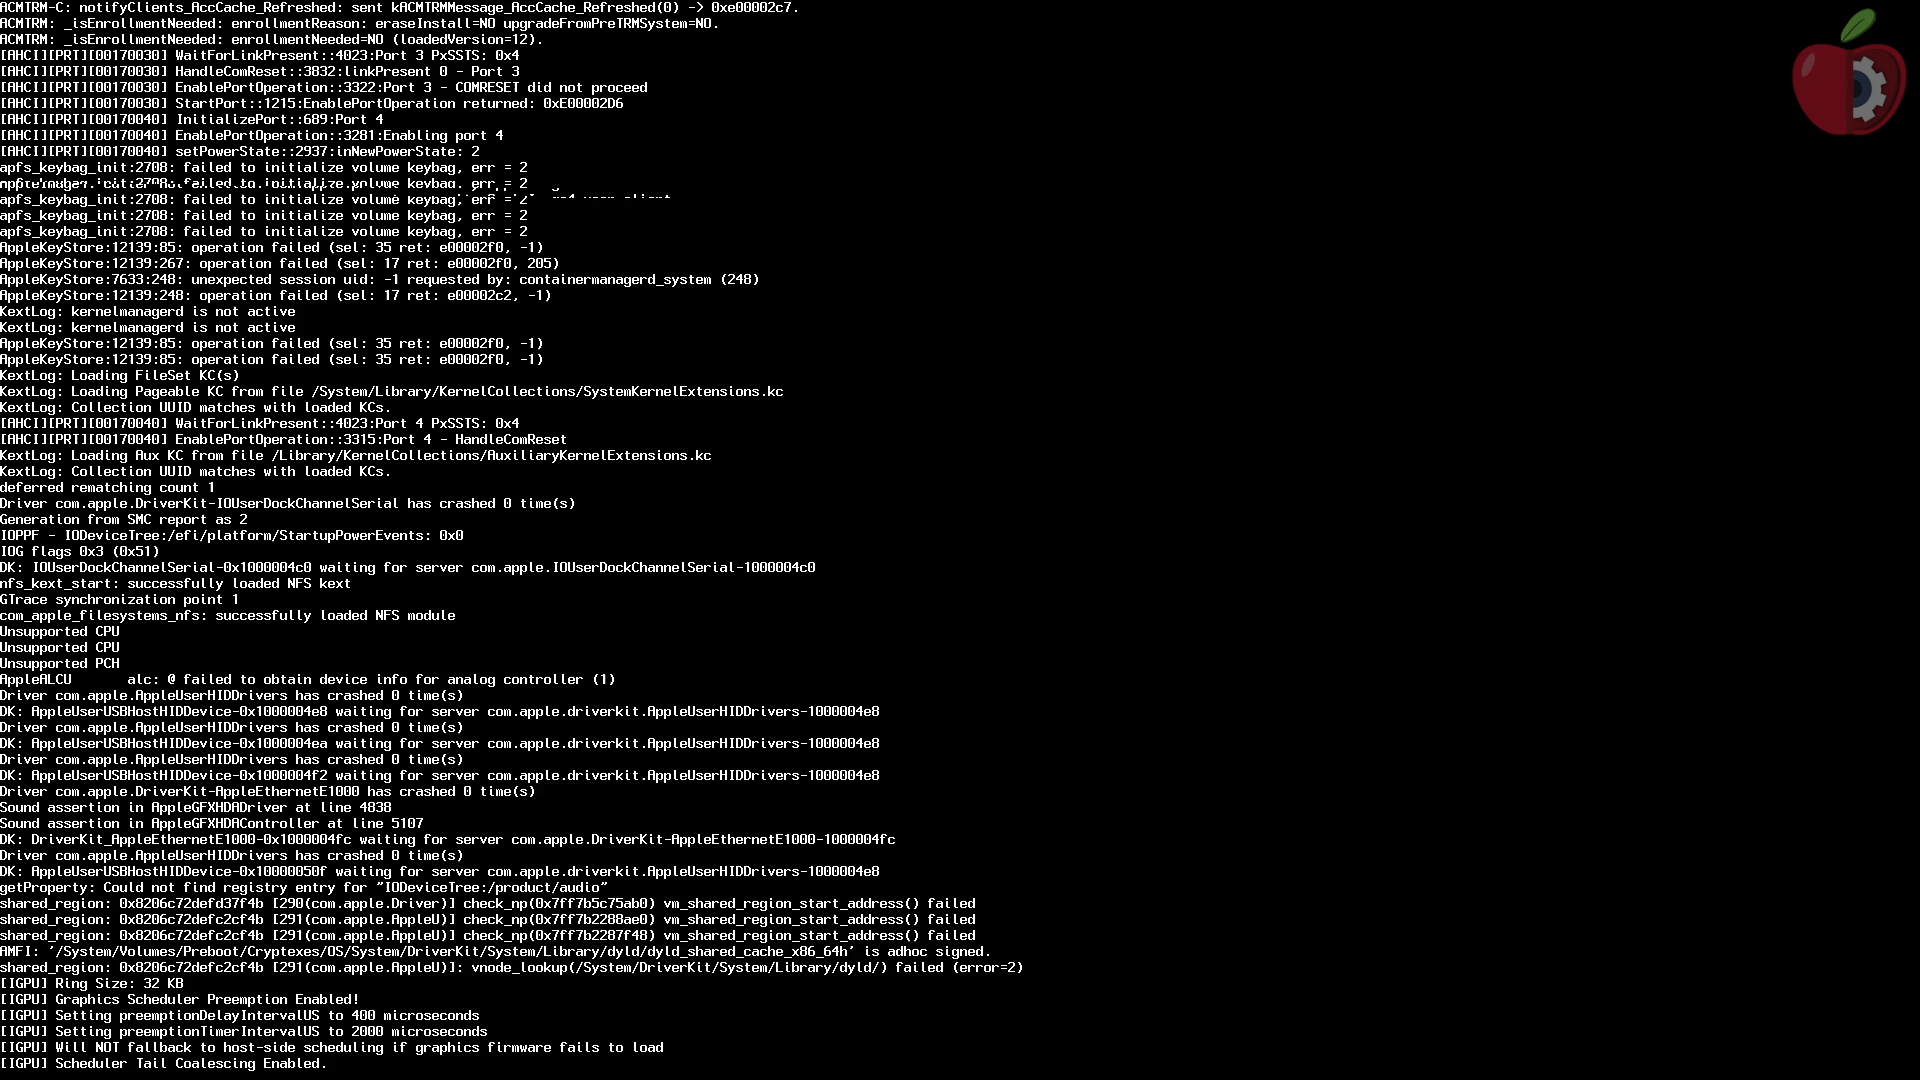 ACMTRM-C: notifyClients_AccCache_Refreshed: sent kACMTRMMessage_AccCache_Refreshed(0) -> 0xe00002c7.
ACMTRM: _isEnrollmentNeeded: enrollmentReason: eraseInstall=NO upgradeFromPreTRMSystem=NO.
ACMTRM: _isEnrollmentNeeded: enrollmentNeeded=NO (loadedVersion=12).
[AHCI][PRT][00170030] WaitForLinkPresent::4023:Port 3 PxSSTS: 0x4
[AHCI][PRT][00170030] HandleComReset::3832:linkPresent 0 - Port 3
[AHCI][PRT][00170030] EnablePortOperation::3322:Port 3 - COMRESET did not proceed
[AHCI][PRT][00170030] StartPort::1215:EnablePortOperation returned: 0xE00002D6
[AHCI][PRT][00170040] InitializePort::689:Port 4
[AHCI][PRT][00170040] EnablePortOperation::3281:Enabling port 4
[AHCI][PRT][00170040] setPowerState::2937:inNewPowerState: 2
apfs_keybag_init:2708: failed to initialize volume keybag, err = 2
failed to initialize volume keybag, err = 2
apfs_keybag_init:2708: failed to initialize volume keybag, err = 2
apfs_keybag_init:2708: failed to initialize volume keybag, err = 2
apfs_keybag_init:2708: failed to initialize volume keybag, err = 2
AppleKeyStore:12139:85: operation failed (sel: 35 ret: e00002f0, -1)
AppleKeyStore:12139:267: operation failed (sel: 17 ret: e00002f0, 205)
AppleKeyStore:7633:248: unexpected session uid: -1 requested by: containermanagerd_system (248)
AppleKeyStore:12139:248: operation failed (sel: 17 ret: e00002c2, -1)
KextLog: kernelmanagerd is not active
KextLog: kernelmanagerd is not active
AppleKeyStore:12139:85: operation failed (sel: 35 ret: e00002f0, -1)
AppleKeyStore:12139:85: operation failed (sel: 35 ret: e00002f0, -1)
KextLog: Loading FileSet KC(s)
KextLog: Loading Pageable KC from file /System/Library/KernelCollections/SystemKernelExtensions.kc
KextLog: Collection UUID matches with loaded KCs.
[AHCI][PRT][00170040] WaitForLinkPresent::4023:Port 4 PxSSTS: 0x4
[AHCI][PRT][00170040] EnablePortOperation::3315:Port 4 - HandleComReset
KextLog: Loading Aux KC from file /Library/KernelCollections/AuxiliaryKernelExtensions.kc
KextLog: Collection UUID matches with loaded KCs.
deferred rematching count 1
Driver com.apple.DriverKit-IOUserDockChannelSerial has crashed 0 time(s)
Generation from SMC report as 2
IOPPF - IODeviceTree:/efi/platform/StartupPowerEvents: 0x0
IOG flags 0x3 (0x51)
DK: IOUserDockChannelSerial-0x1000004c0 waiting for server com.apple.IOUserDockChannelSerial-1000004c0
nfs_kext_start: successfully loaded NFS kext
GTrace synchronization point 1
com_apple_filesystems_nfs: successfully loaded NFS module
Unsupported CPU
Unsupported CPU
Unsupported PCH
AppleALCU       alc: @ failed to obtain device info for analog controller (1)
Driver com.apple.AppleUserHIDDrivers has crashed 0 time(s)
DK: AppleUserUSBHostHIDDevice-0x1000004e8 waiting for server com.apple.driverkit.AppleUserHIDDrivers-1000004e8
Driver com.apple.AppleUserHIDDrivers has crashed 0 time(s)
DK: AppleUserUSBHostHIDDevice-0x1000004ea waiting for server com.apple.driverkit.AppleUserHIDDrivers-1000004e8
Driver com.apple.AppleUserHIDDrivers has crashed 0 time(s)
DK: AppleUserUSBHostHIDDevice-0x1000004f2 waiting for server com.apple.driverkit.AppleUserHIDDrivers-1000004e8
Driver com.apple.DriverKit-AppleEthernetE1000 has crashed 0 time(s)
Sound assertion in AppleGFXHDADriver at line 4838
Sound assertion in AppleGFXHDAController at line 5107
DK: DriverKit_AppleEthernetE1000-0x1000004fc waiting for server com.apple.DriverKit-AppleEthernetE1000-1000004fc
Driver com.apple.AppleUserHIDDrivers has crashed 0 time(s)
DK: AppleUserUSBHostHIDDevice-0x10000050f waiting for server com.apple.driverkit.AppleUserHIDDrivers-1000004e8
getProperty: Could not find registry entry for "IODeviceTree:/product/audio"
shared_region: 0x8206c72defd37f4b [290(com.apple.Driver)] check_np(0x7ff7b5c75ab0) vm_shared_region_start_address() failed
shared_region: 0x8206c72defc2cf4b [291(com.apple.AppleU)] check_np(0x7ff7b2288ae0) vm_shared_region_start_address() failed
shared_region: 0x8206c72defc2cf4b [291(com.apple.AppleU)] check_np(0x7ff7b2287f48) vm_shared_region_start_address() failed
AMFI: '/System/Volumes/Preboot/Cryptexes/OS/System/DriverKit/System/Library/dyld/dyld_shared_cache_x86_64h' is adhoc signed.
shared_region: 0x8206c72defc2cf4b [291(com.apple.AppleU)]: vnode_lookup(/System/DriverKit/System/Library/dyld/) failed (error=2)
[IGPU] Ring Size: 32 KB
[IGPU] Graphics Scheduler Preemption Enabled!
[IGPU] Setting preemptionDelayIntervalUS to 400 microseconds
[IGPU] Setting preemptionTimerIntervalUS to 2000 microseconds
[IGPU] Will NOT fallback to host-side scheduling if graphics firmware fails to load
[IGPU] Scheduler Tail Coalescing Enabled.